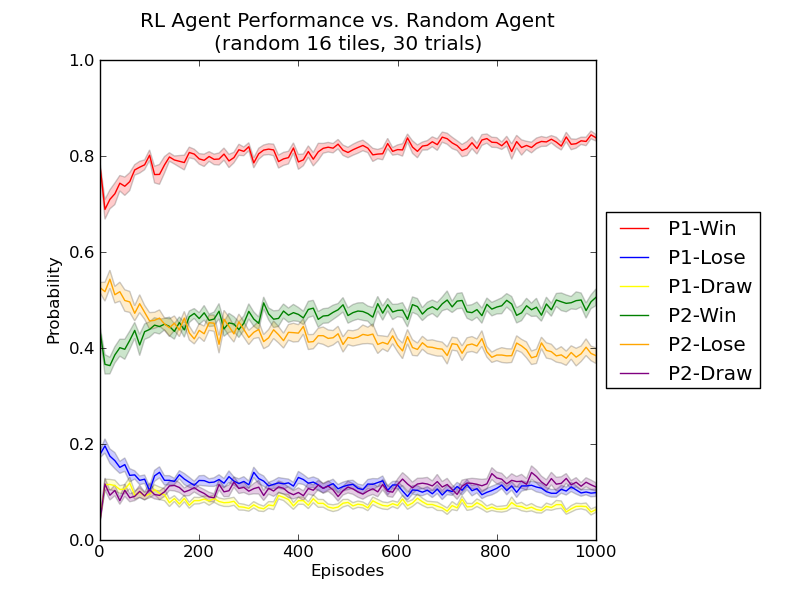 RL Agent Performance vs. Random Agent
(random 16 tiles, 30 trials)
1.0
0.8
0.6
0.4
0.2
0.0
Probability
0
200
400
600
800
1000
Episodes
P1-Win
P1-Lose
P1-Draw
P2-Win
P2-Lose
P2-Draw